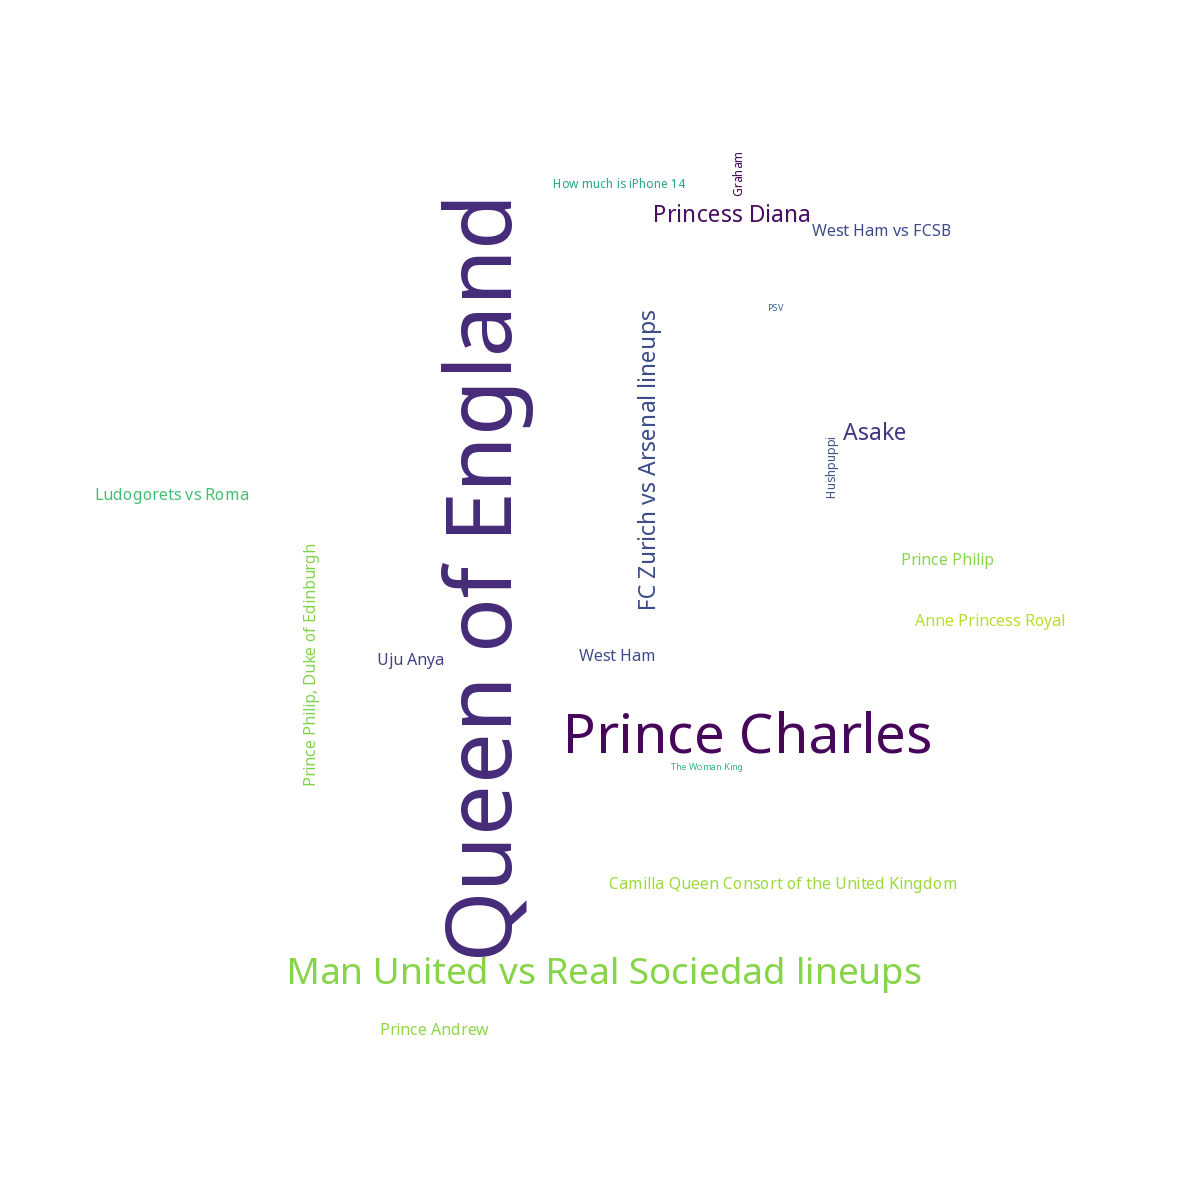 Graham
How much is iPhone 14
Princess Diana
West Ham vs FCSB
Queen of England
PSV
FC Zurich vs Arsenal lineups
Asake
Hushpuppi
Ludogorets vs Roma
Prince Philip
Prince Philip, Duke of Edinburgh
Anne Princess Royal
Uju Anya
West Ham
Prince Charles
The Woman King
Camilla Queen Consort of the United Kingdom
Man United vs Real Sociedad lineups
Prince Andrew